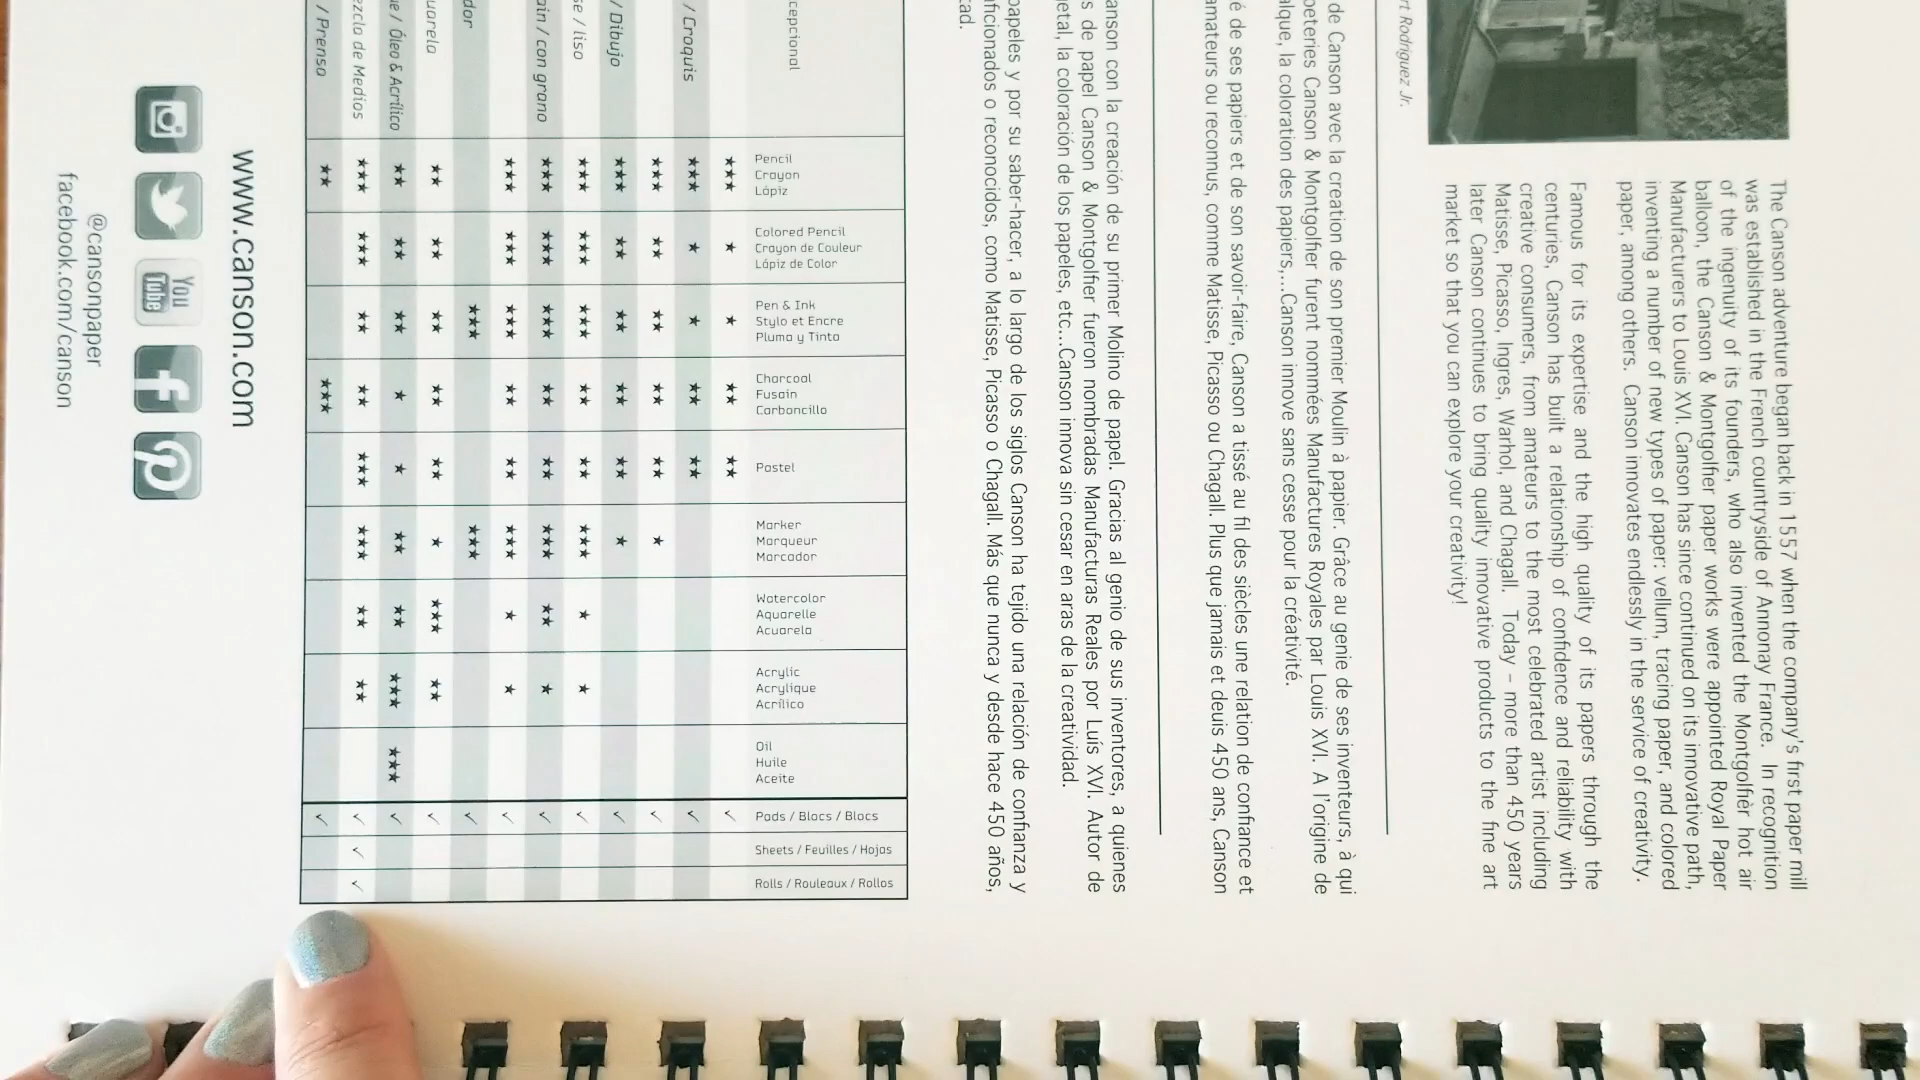 The Canson adventure began back in 1557 when the company's first paper mill
was established in the French countryside of Annonay France. In recognition
of the ingenuity of its founders, who also invented the Montgolfièr hot air
balloon, the Canson & Montgolfier paper works were appointed Royal Paper
Manufacturers to Louis XVI. Canson has since continued on its innovative path,
inventing a number of new types of paper: vellum, tracing paper, and colored
paper, among others. Canson innovates endlessly in the service of creativity.
Famous for its expertise and the high quality of its papers through the
centuries, Canson has built a relationship of confidence and reliability with
creative consumers, from amateurs to the most celebrated artist including
Matisse, Picasso, Ingres, Warhol, and Chagall. Today – more than 450 years
later Canson continues to bring quality innovative products to the fine art
market so that you can explore your creativity!
Rodriguez Jr.
de Canson avec la creation de son premier Moulin à papier. Grâce au genie de ses inventeurs, à qui
Canson & Montgolfier furent nommées Manufactures Royales par Louis XVI. A l'origine de
la coloration des papiers,...Canson innove sans cesse pour la créativité.
de ses papiers et de son savoir-faire, Canson a tissé au fil des siècles une relation de confiance et
amateurs ou reconnus, comme Matisse, Picasso ou Chagall. Plus que jamais et deuis 450 ans, Canson
anson con la creación de su primer Molino de papel. Gracias al genio de sus inventores, a quienes
s de papel Canson & Montgolfier fueron nombradas Manufacturas Reales por Luís XVI. Autor de
etal, la coloración de los papeles, etc...Canson innova sin cesar en aras de la creatividad.
papeles y por su saber-hacer, a lo largo de los siglos Canson ha tejido una relación de confianza y
ficionados o reconocidos, como Matisse, Picasso o Chagall. Más que nunca y desde hace 450 años,
cepcional
Pencil
Crayon
Lápiz
Colored Pencil
Crayon de Couleur
Lápiz de Color
Pen & Ink
Stylo et Encre
Pluma y Tinta
Charcoal
Fusain
Carboncillo
Pastel
Marker
Marqueur
Marcador
Watercolor
Aquarelle
Acuarela
Acrylic
Acrylique
Acrílico
Oil
Huile
Aceite
Pads / Blocs / Blocs
Sheets / Feuilles / Hojas
Rolls / Rouleaux / Rollos
/ Croquis
/ Dibujo
se / liso
ain / con grano
dor
uarela
ue / Óleo & Acrílico
ezcla de Medios
/ Prensa
www.canson.com
You Tube
@cansonpaper
facebook.com/canson